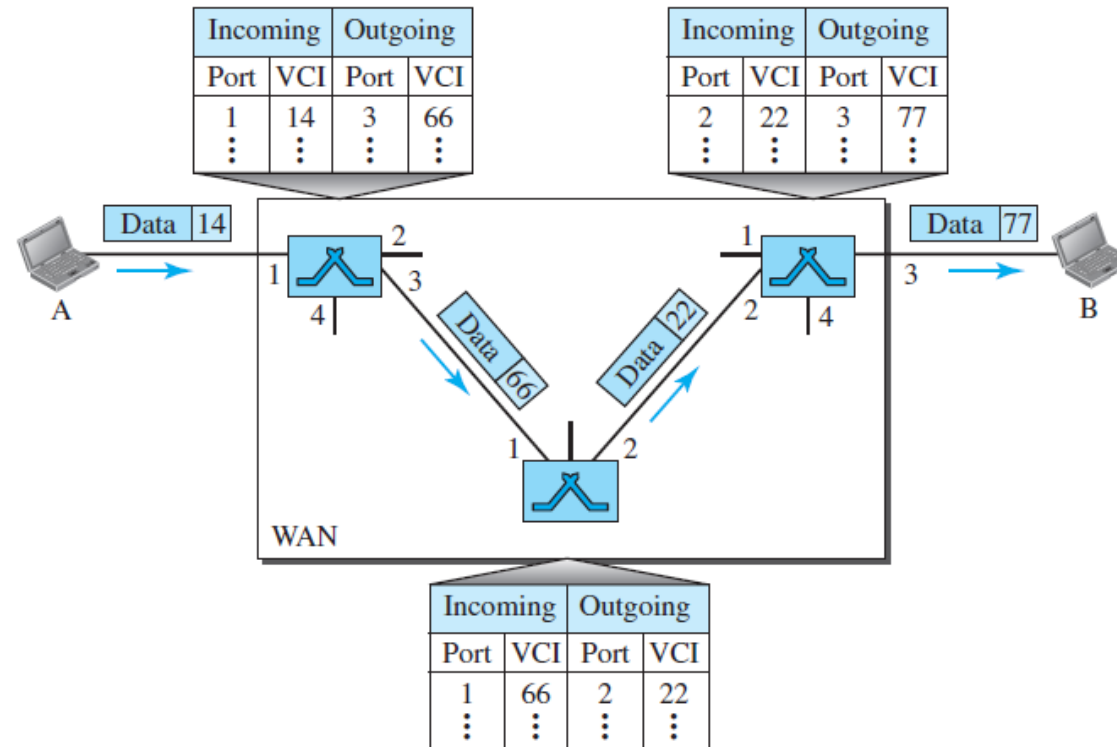 Incoming Outgoing
Port VCI Port VCI
1 14 3 66
⋮ ⋮ ⋮ ⋮
Incoming Outgoing
Port VCI Port VCI
2 22 3 77
⋮ ⋮ ⋮ ⋮
Data 14
A
1
2
3
4
Data 66
1
2
Data 22
1
2
3
4
Data 77
B
WAN
Incoming Outgoing
Port VCI Port VCI
1 66 2 22
⋮ ⋮ ⋮ ⋮